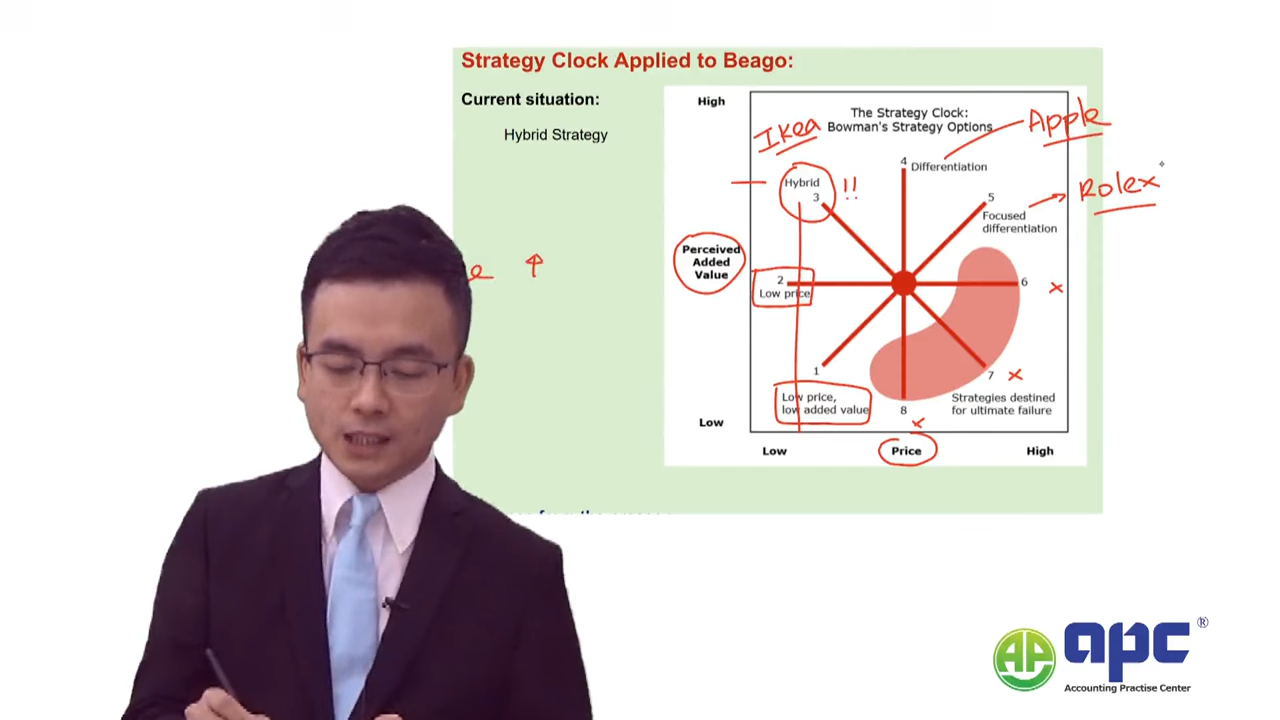 Strategy Clock Applied to Beago:
Current situation:
Hybrid Strategy
High
The Strategy Clock:
Bowman's Strategy Options
Ikea
Apple
4
Differentiation
Hybrid
3
!!
5
Rolex
Focused
differentiation
Perceived
Added
Value
2
Low price
6
x
1
7
x
Low price,
low added value
8
x
Strategies destined
for ultimate failure
Low
Low
Price
High
apc
®
AP
Accounting Practise Center